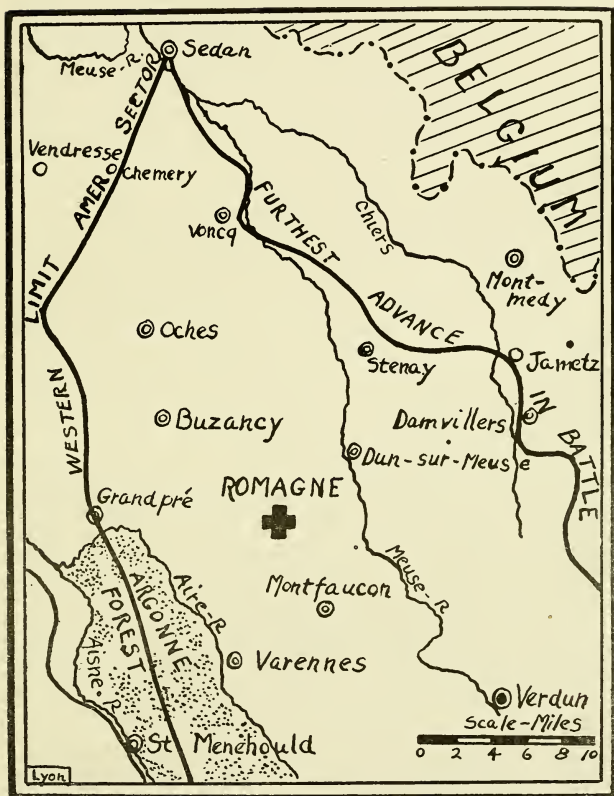 Sedan
Meuse-R
BELGIUM
Vendresse
Chemery
LIMIT AMER SECTOR
WESTERN
Voncq
Chiers
FURTHEST ADVANCE IN BATTLE
Mont-
medy
Oches
Stenay
Jametz
Buzancy
Damvillers
Dun-sur-Meuse
ROMAGNE
Grandpré
Meuse-R
ARGONNE
FOREST
Aire-R
Aisne-R
Montfaucon
Varennes
Verdun
St. Menehould
Scale-Miles
0 2 4 6 8 10
Lyon